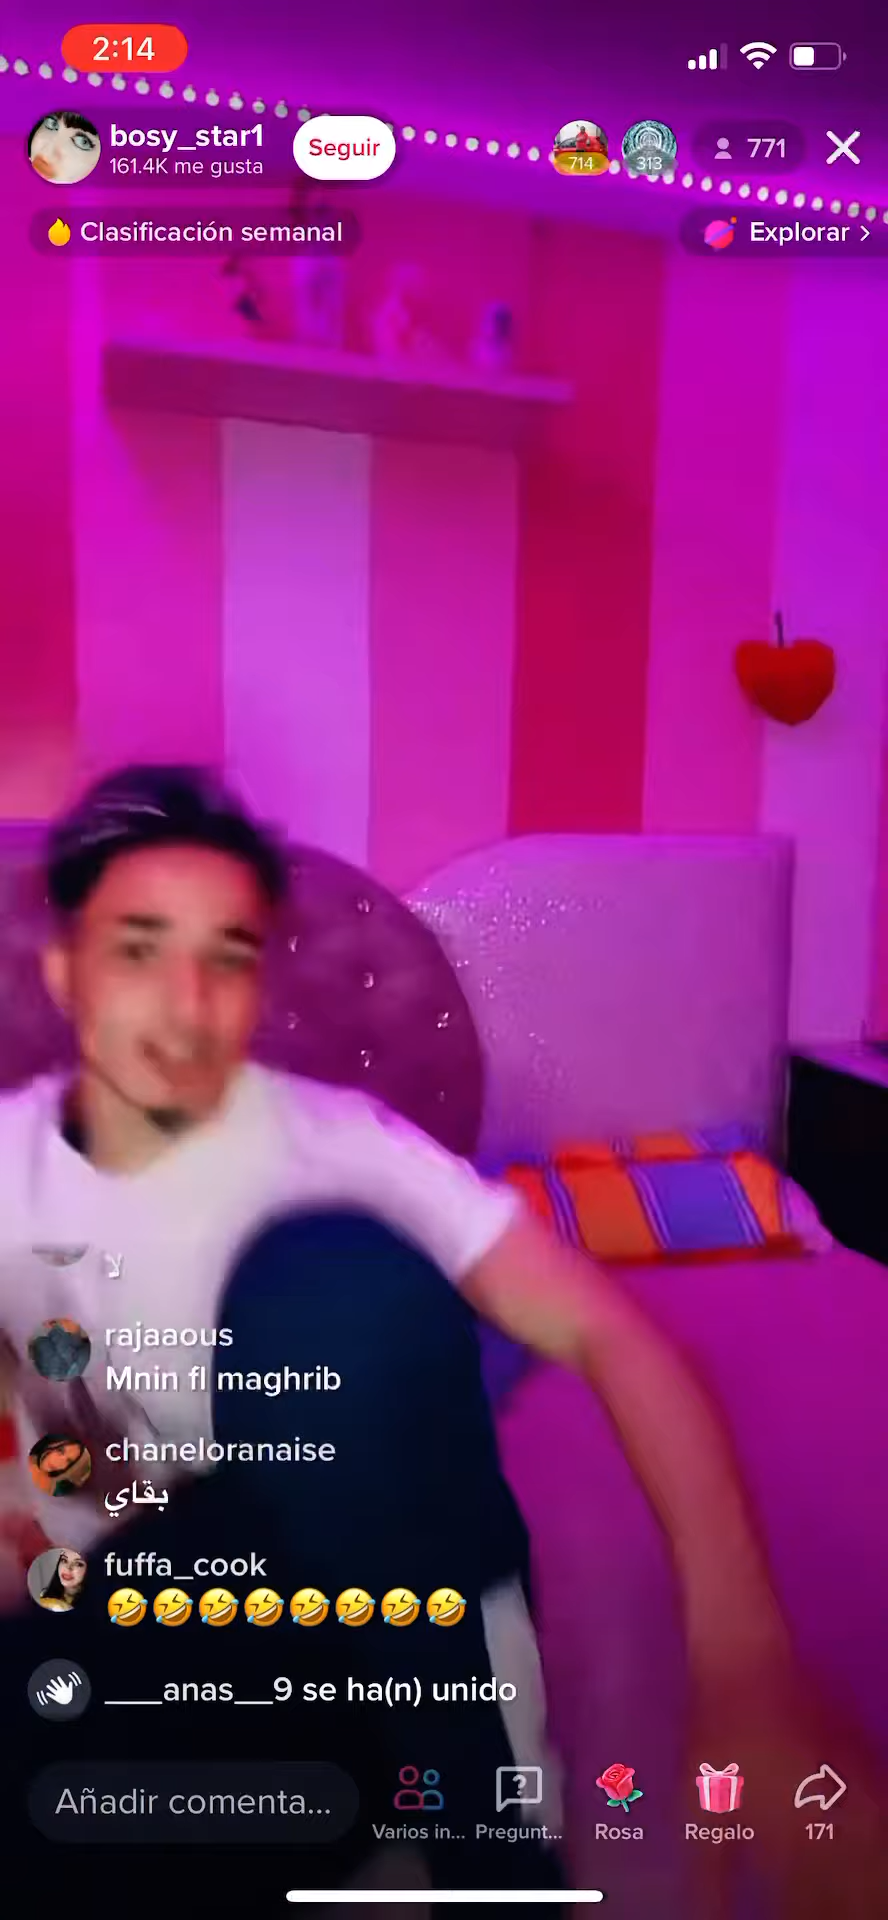 2:14
bosy_star1
161.4K me gusta
Seguir
714
313
771
Clasificación semanal
Explorar >
لا
rajaaous
Mnin fl maghrib
chaneloranaise
بقاي
fuffa_cook
🤣🤣🤣🤣🤣🤣🤣🤣
___anas__9 se ha(n) unido
Añadir comenta...
Varios in...
Pregunt...
Rosa
Regalo
171